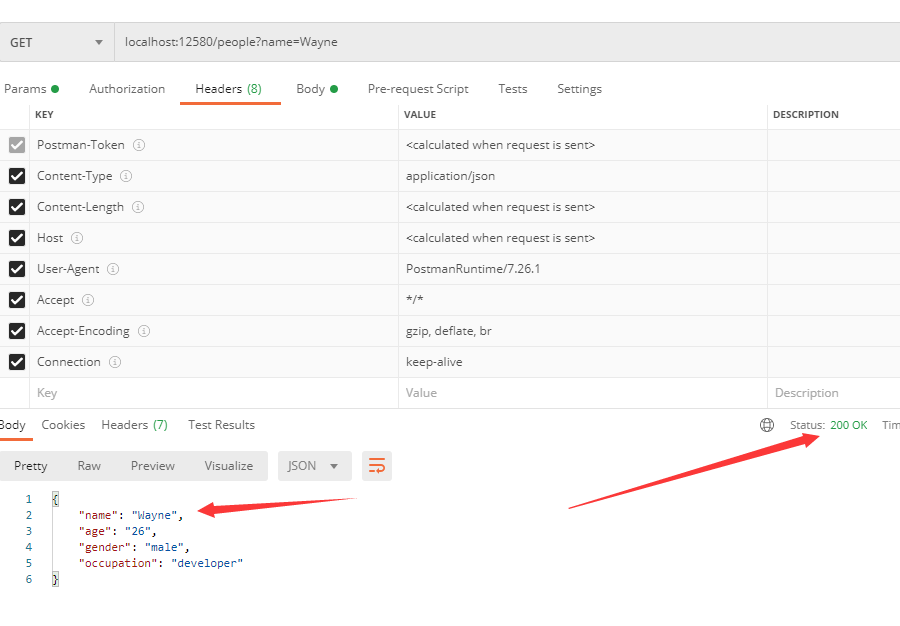 GET localhost:12580/people?name=Wayne
Params Authorization Headers (8) Body Pre-request Script Tests Settings
KEY VALUE DESCRIPTION
Postman-Token <calculated when request is sent>
Content-Type application/json
Content-Length <calculated when request is sent>
Host <calculated when request is sent>
User-Agent PostmanRuntime/7.26.1
Accept */*
Accept-Encoding gzip, deflate, br
Connection keep-alive
Key Value Description
Body Cookies Headers (7) Test Results Status: 200 OK Tim
Pretty Raw Preview Visualize JSON
1 {
2 "name": "Wayne",
3 "age": "26",
4 "gender": "male",
5 "occupation": "developer"
6 }